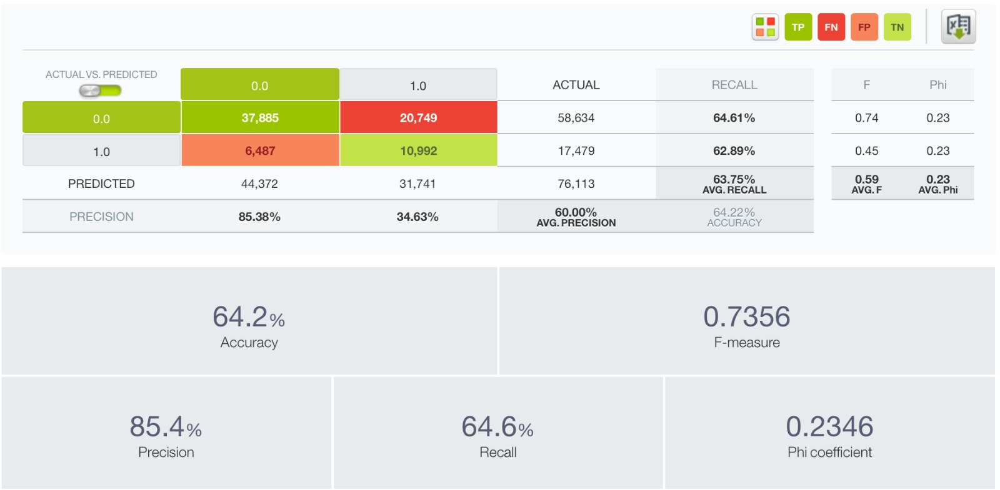 TP FN FP TN
ACTUAL VS. PREDICTED 0.0 1.0 ACTUAL RECALL F Phi
0.0 37,885 20,749 58,634 64.61% 0.74 0.23
1.0 6,487 10,992 17,479 62.89% 0.45 0.23
PREDICTED 44,372 31,741 76,113 63.75% 0.59 0.23
AVG. RECALL AVG. F AVG. Phi
PRECISION 85.38% 34.63% 60.00% 64.22%
AVG. PRECISION ACCURACY
64.2% 0.7356
Accuracy F-measure
85.4% 64.6% 0.2346
Precision Recall Phi coefficient